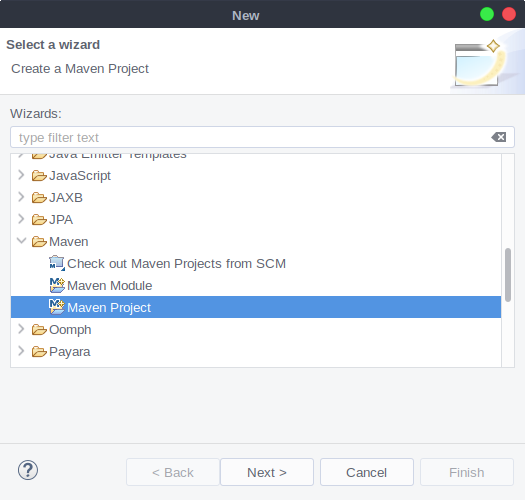 New
Select a wizard
Create a Maven Project
Wizards:
type filter text
Java Emitter Templates
JavaScript
JAXB
JPA
Maven
Check out Maven Projects from SCM
Maven Module
Maven Project
Oomph
Payara
< Back
Next >
Cancel
Finish